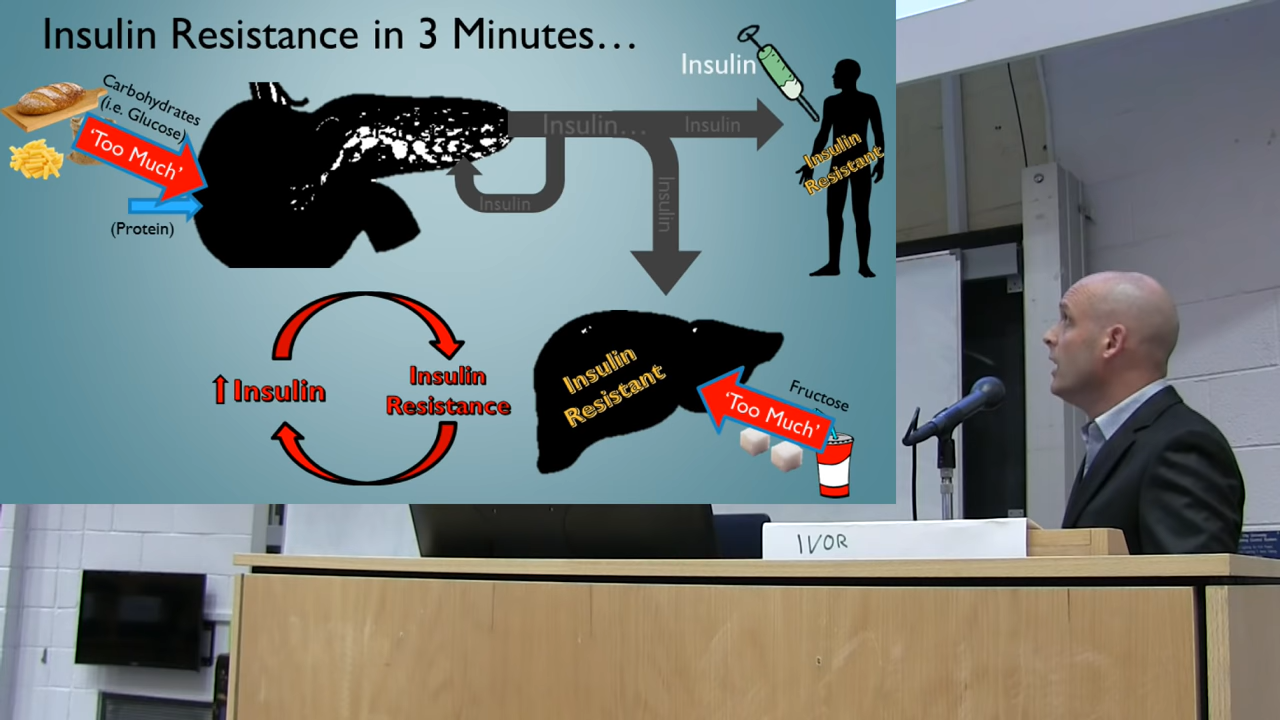 Insulin Resistance in 3 Minutes...
Insulin
Carbohydrates
(i.e. Glucose)
'Too Much'
(Protein)
Insulin...
Insulin
Insulin
Insulin
Insulin
Resistant
↑ Insulin
Insulin
Resistance
Insulin
Resistant
Fructose
'Too Much'
IVOR